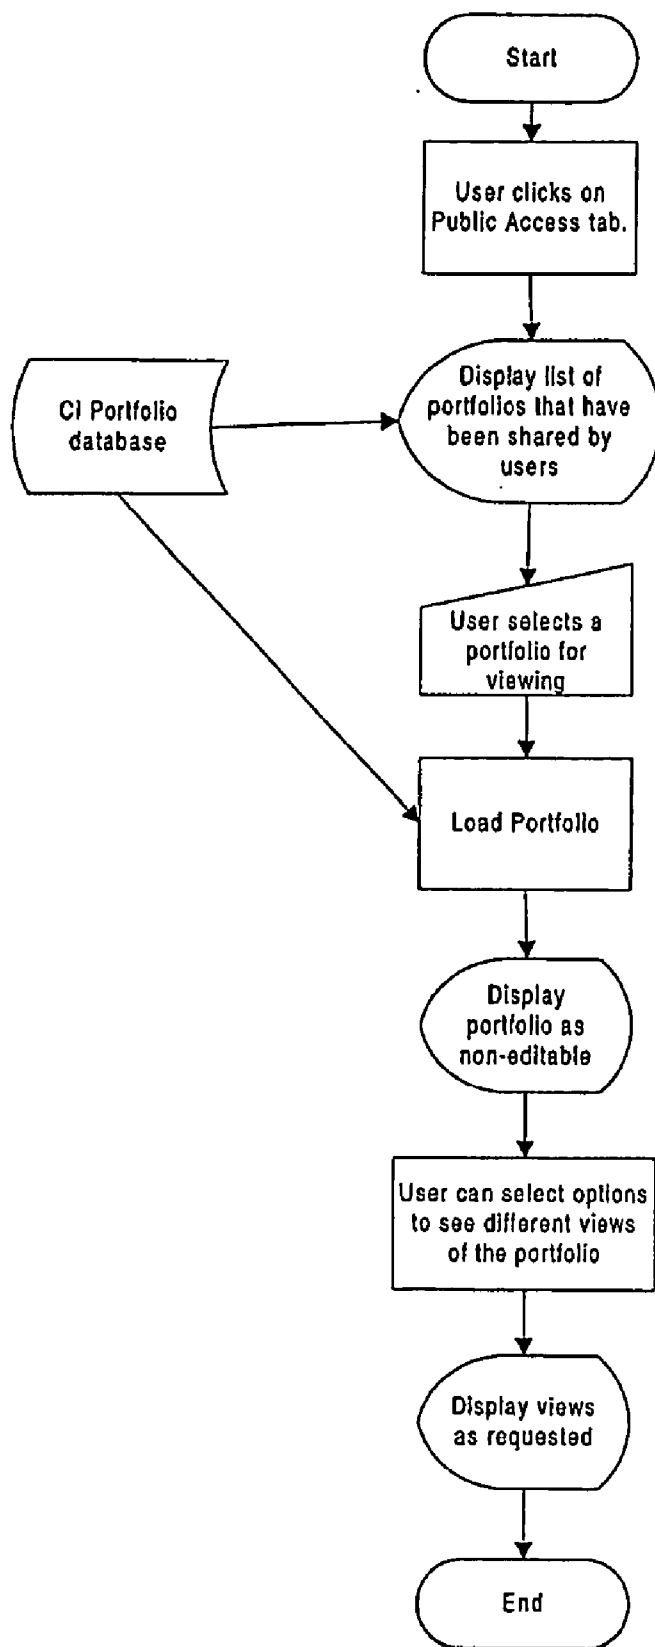 Start
User clicks on
Public Access tab.
Display list of
portfolios that have
been shared by
users
CI Portfolio
database
User selects a
portfolio for
viewing
Load Portfolio
Display
portfolio as
non-editable
User can select options
to see different views
of the portfolio
Display views
as requested
End